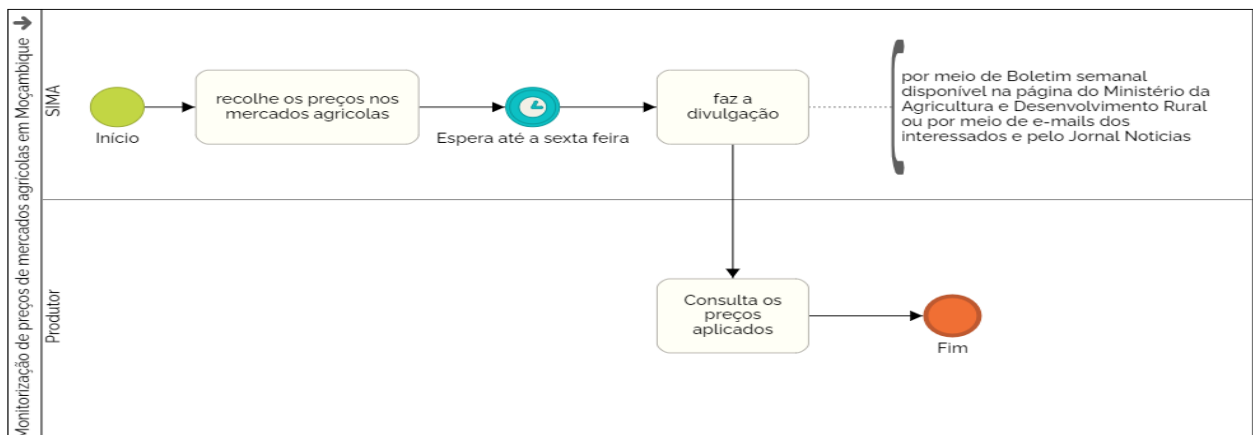 Monitorização de preços de mercados agrícolas em Moçambique
SIMA
Início
recolhe os preços nos
mercados agricolas
Espera até a sexta feira
faz a
divulgação
por meio de Boletim semanal
disponível na página do Ministério da
Agricultura e Desenvolvimento Rural
ou por meio de e-mails dos
interessados e pelo Jornal Noticias
Produtor
Consulta os
preços
aplicados
Fim